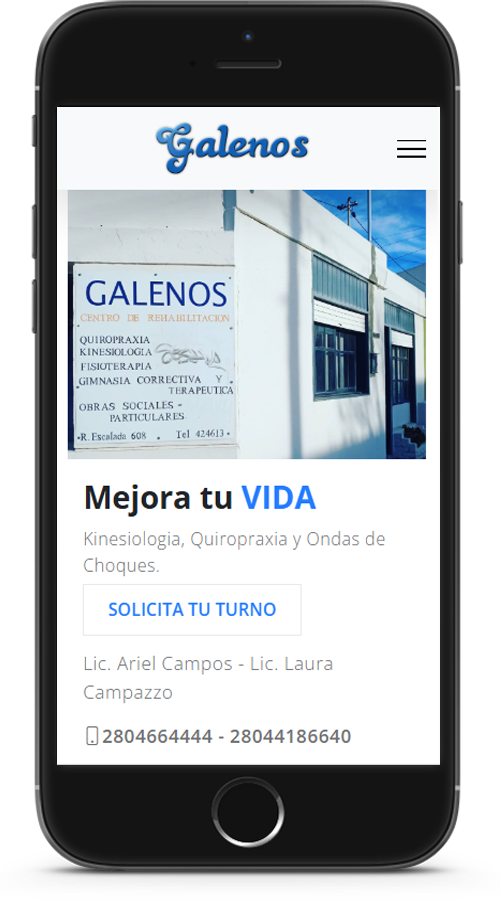 Galenos
GALENOS
CENTRO DE REHABILITACION
QUIROPRAXIA
KINESIOLOGIA
FISIOTERAPIA
GIMNASIA CORRECTIVA Y
TERAPEUTICA
OBRAS SOCIALES -
PARTICULARES
R. Escalada 608 . Tel 424613
Mejora tu VIDA
Kinesiologia, Quiropraxia y Ondas de
Choques.
SOLICITA TU TURNO
Lic. Ariel Campos - Lic. Laura
Campazzo
2804664444 - 28044186640